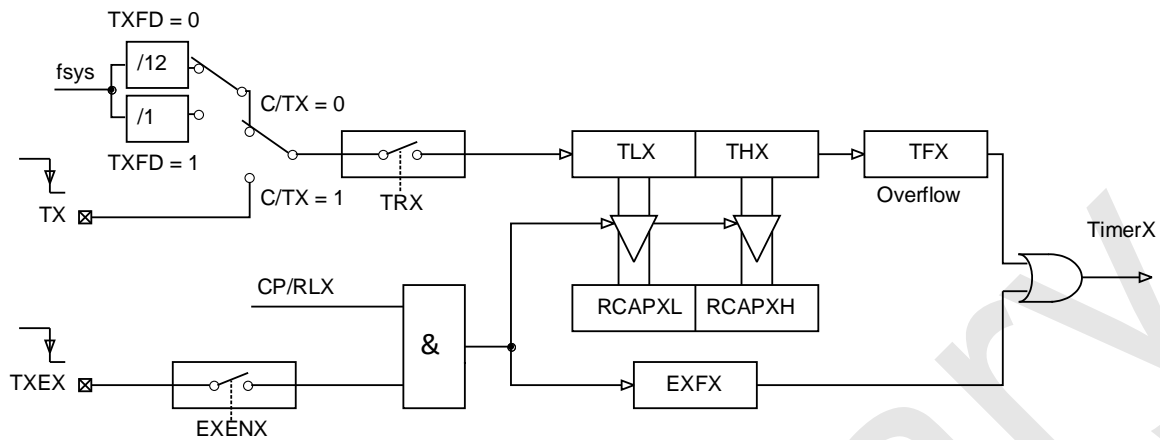 TXFD = 0
/12
fsys
C/TX = 0
/1
TXFD = 1
TLX
THX
TFX
C/TX = 1
TRX
Overflow
TX
TimerX
CP/RLX
RCAPXL
RCAPXH
&
TXEX
EXFX
EXENX